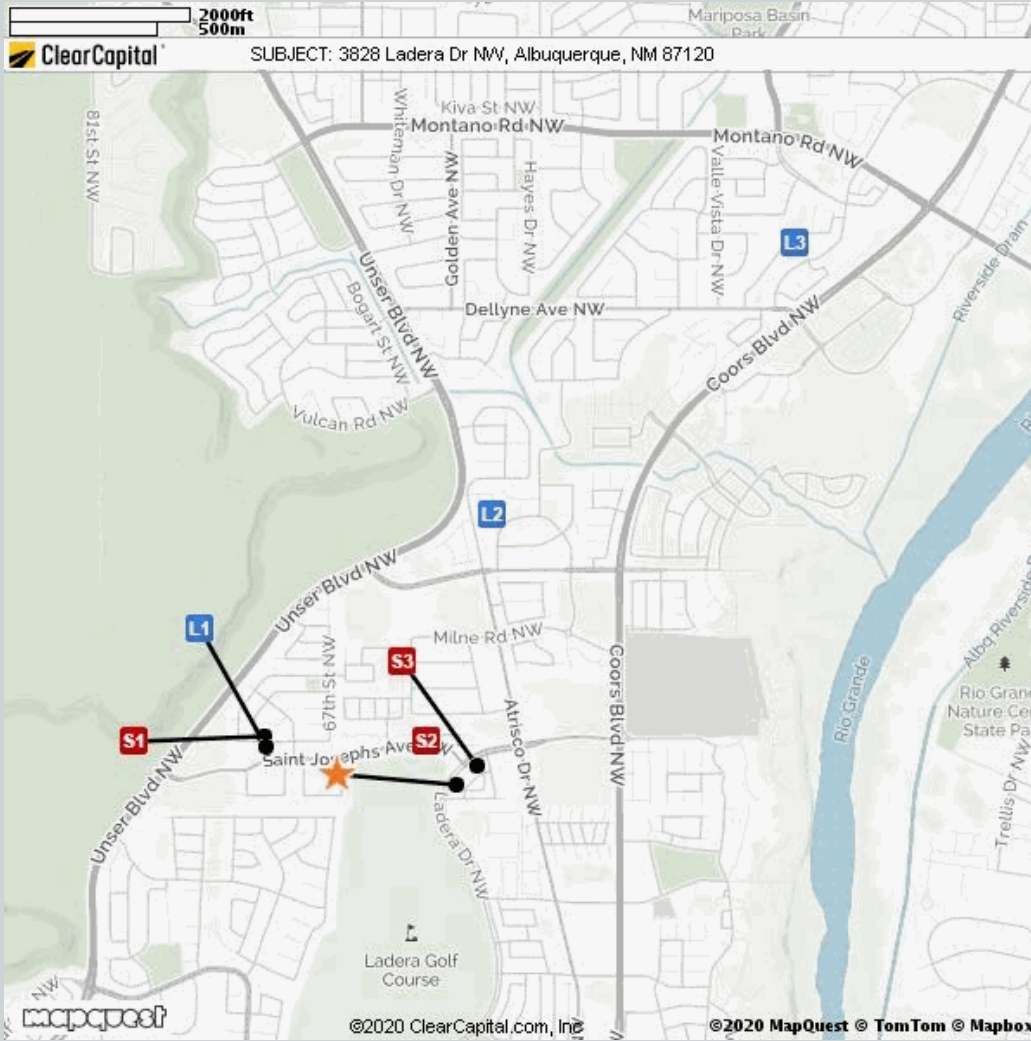 2000ft
500m
Mariposa Basin
Park
ClearCapital
SUBJECT: 3828 Ladera Dr NW, Albuquerque, NM 87120
81st St NW
Whiteman Dr NW
Kiva St NW
Montano Rd NW
Montano Rd NW
Golden Ave NW
Hayes Dr NW
Valle Vista Dr NW
L3
Riverside Drain
Unser Blvd NW
Bogart St NW
Dellyne Ave NW
Coors Blvd NW
Vulcan Rd NW
L2
Unser Blvd NW
L1
67th St NW
Milne Rd NW
S3
Coors Blvd NW
Rio Grande
Albq Riverside
Rio Gran
Nature Cen
State Pa
S1
S2
Saint Josephs Ave
Atrisco Dr NW
Unser Blvd NW
Ladera Dr NW
Trellis Dr NW
Ladera Golf
Course
NW
mapquest
©2020 ClearCapital.com, Inc
©2020 MapQuest © TomTom © Mapbox